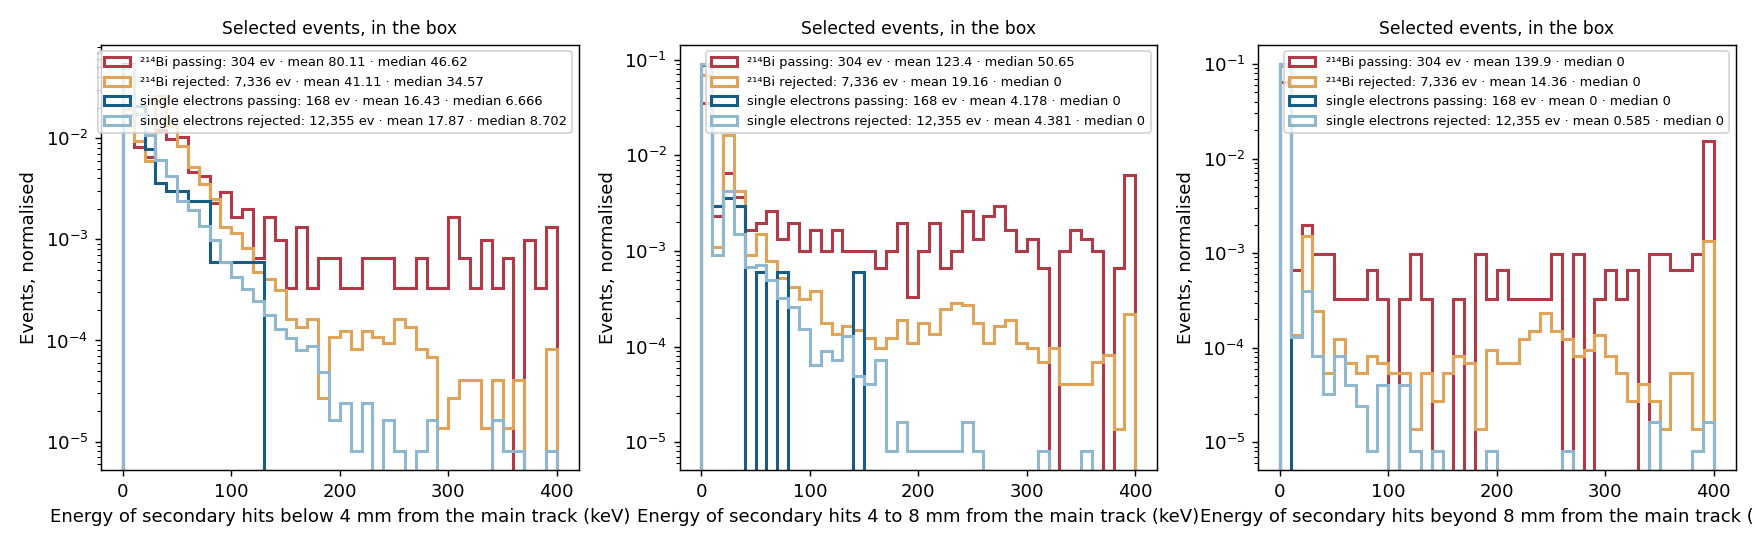 Selected events, in the box
²¹⁴Bi passing: 304 ev · mean 80.11 · median 46.62
²¹⁴Bi rejected: 7,336 ev · mean 41.11 · median 34.57
single electrons passing: 168 ev · mean 16.43 · median 6.666
single electrons rejected: 12,355 ev · mean 17.87 · median 8.702
Events, normalised
10⁻²
10⁻³
10⁻⁴
10⁻⁵
0 100 200 300 400
Energy of secondary hits below 4 mm from the main track (keV)
Selected events, in the box
²¹⁴Bi passing: 304 ev · mean 123.4 · median 50.65
²¹⁴Bi rejected: 7,336 ev · mean 19.16 · median 0
single electrons passing: 168 ev · mean 4.178 · median 0
single electrons rejected: 12,355 ev · mean 4.381 · median 0
Events, normalised
10⁻¹
10⁻²
10⁻³
10⁻⁴
10⁻⁵
0 100 200 300 400
Energy of secondary hits 4 to 8 mm from the main track (keV)
Selected events, in the box
²¹⁴Bi passing: 304 ev · mean 139.9 · median 0
²¹⁴Bi rejected: 7,336 ev · mean 14.36 · median 0
single electrons passing: 168 ev · mean 0 · median 0
single electrons rejected: 12,355 ev · mean 0.585 · median 0
Events, normalised
10⁻¹
10⁻²
10⁻³
10⁻⁴
10⁻⁵
0 100 200 300 400
Energy of secondary hits beyond 8 mm from the main track (